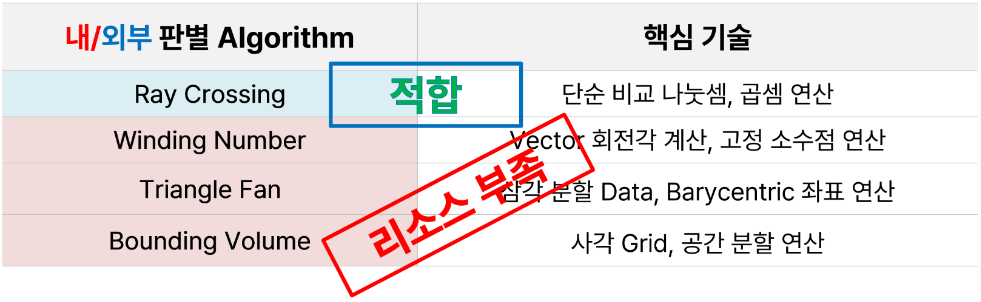 내/외부 판별 Algorithm 핵심 기술
Ray Crossing 적합 단순 비교 나눗셈, 곱셈 연산
Winding Number Vector 회전각 계산, 고정 소수점 연산
Triangle Fan 삼각 분할 Data, Barycentric 좌표 연산
리소스 부족
Bounding Volume 사각 Grid, 공간 분할 연산